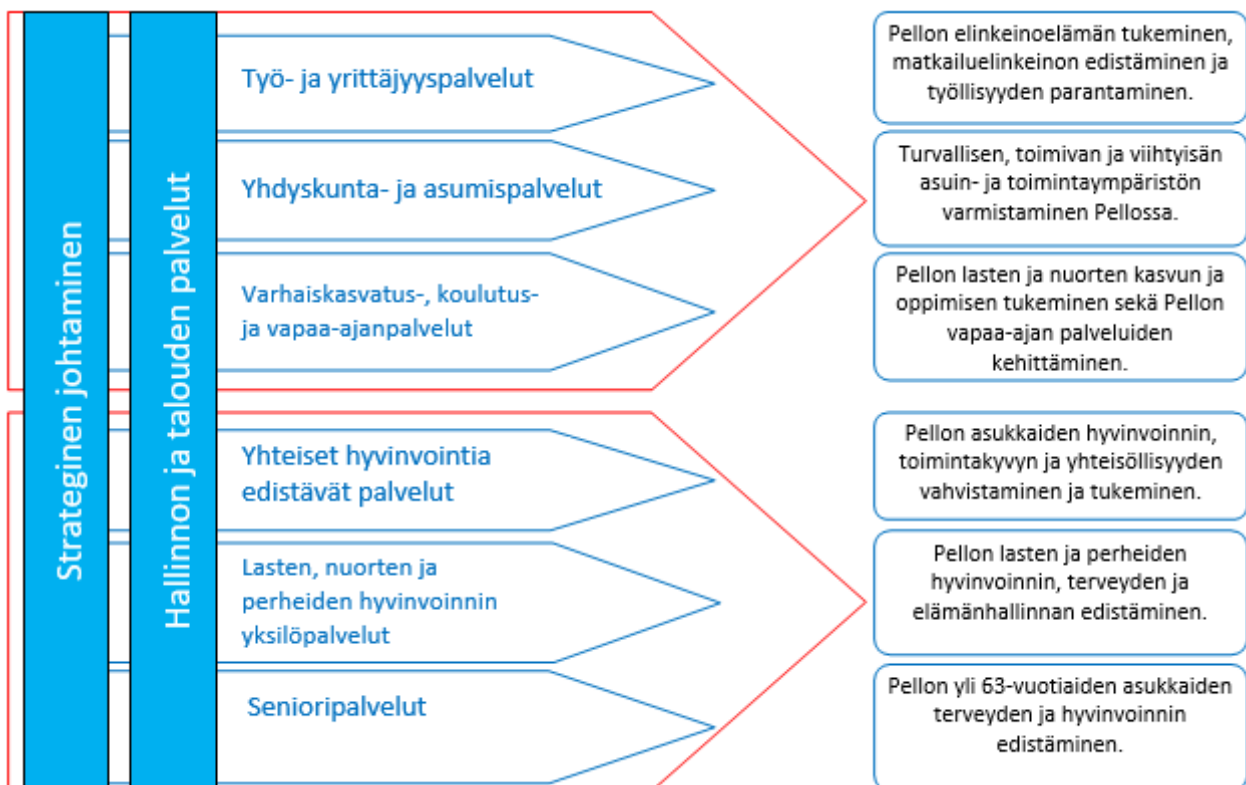 Strateginen johtaminen
Hallinnon ja talouden palvelut
Työ- ja yrittäjyyspalvelut
Pellon elinkeinoelämän tukeminen,
matkailuelinkeinon edistäminen ja
työllisyyden parantaminen.
Yhdyskunta- ja asumispalvelut
Turvallisen, toimivan ja viihtyisän
asuin- ja toimintaympäristön
varmistaminen Pellossa.
Varhaiskasvatus-, koulutus-
ja vapaa-ajanpalvelut
Pellon lasten ja nuorten kasvun ja
oppimisen tukeminen sekä Pellon
vapaa-ajan palveluiden
kehittäminen.
Yhteiset hyvinvointia
edistävät palvelut
Pellon asukkaiden hyvinvoinnin,
toimintakyvyn ja yhteisöllisyyden
vahvistaminen ja tukeminen.
Lasten, nuorten ja
perheiden hyvinvoinnin
yksilöpalvelut
Pellon lasten ja perheiden
hyvinvoinnin, terveyden ja
elämänhallinnan edistäminen.
Senioripalvelut
Pellon yli 63-vuotiaiden asukkaiden
terveyden ja hyvinvoinnin
edistäminen.